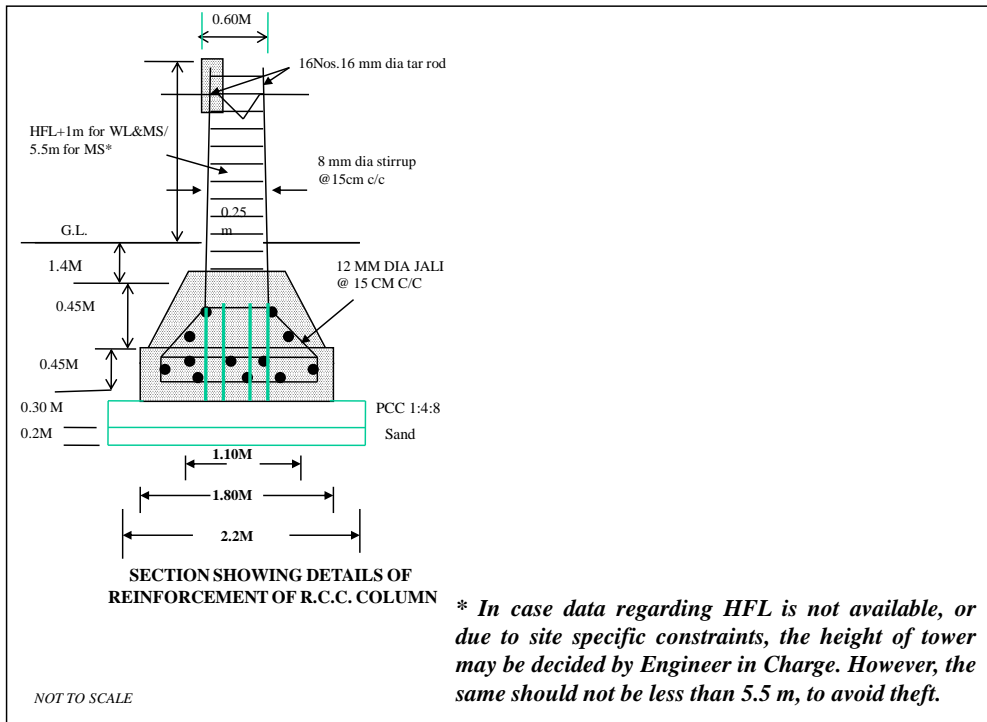 0.60M
16Nos.16 mm dia tar rod
HFL+1m for WL&MS/
5.5m for MS*
8 mm dia stirrup
@15cm c/c
0.25
m
G.L.
1.4M
12 MM DIA JALI
@ 15 CM C/C
0.45M
0.45M
0.30 M
PCC 1:4:8
0.2M
Sand
1.10M
1.80M
2.2M
SECTION SHOWING DETAILS OF
REINFORCEMENT OF R.C.C. COLUMN
* In case data regarding HFL is not available, or
due to site specific constraints, the height of tower
may be decided by Engineer in Charge. However, the
same should not be less than 5.5 m, to avoid theft.
NOT TO SCALE